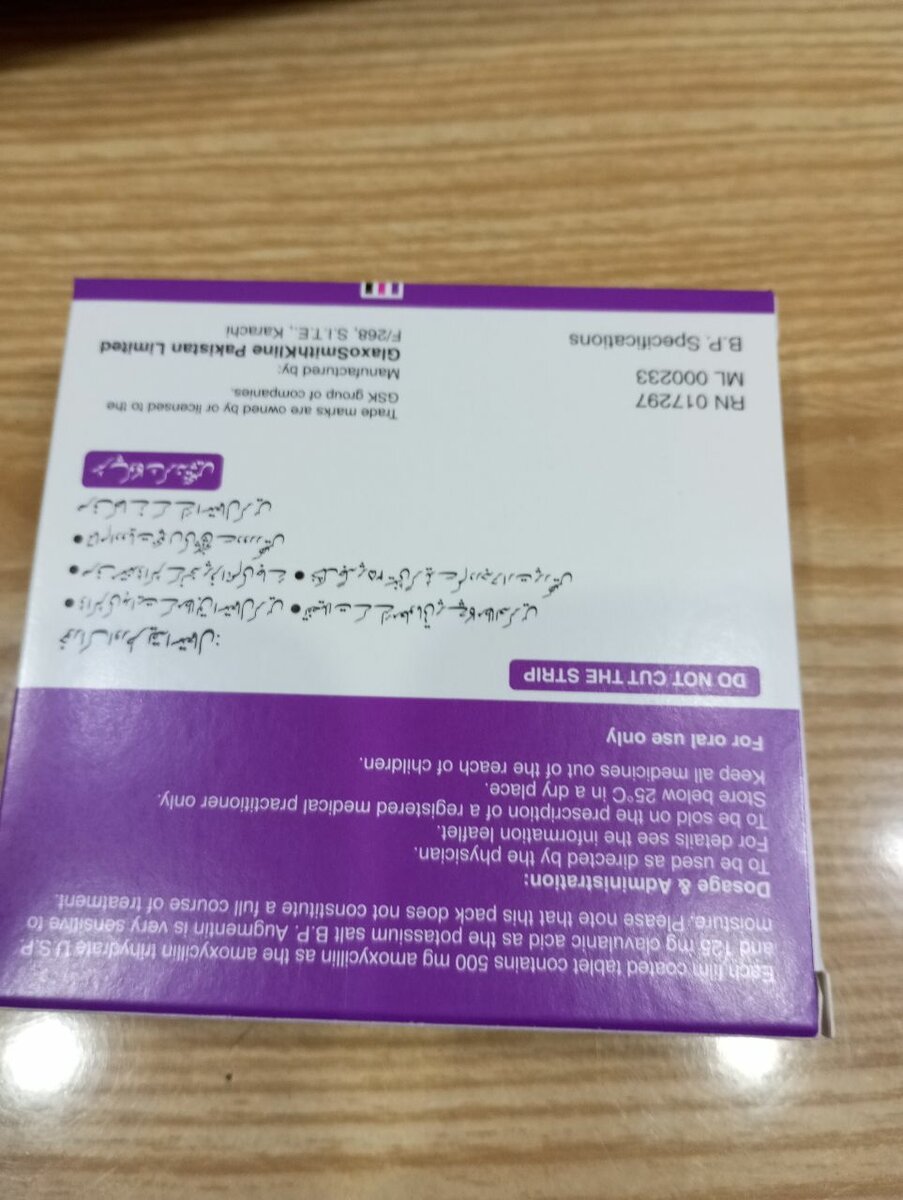 Each film coated tablet contains 500 mg amoxycillin as the amoxycillin trihydrate U.S.P
and 125 mg clavulanic acid as the potassium salt B.P. Augmentin is very sensitive to
moisture. Please note that this pack does not constitute a full course of treatment.
Dosage & Administration:
To be used as directed by the physician.
For details see the information leaflet.
To be sold on the prescription of a registered medical practitioner only.
Store below 25°C in a dry place.
Keep all medicines out of the reach of children.
For oral use only
DO NOT CUT THE STRIP
خوراک اور طریقہ استعمال:
RN 017297
ML 000233
B.P. Specifications
Trade marks are owned by or licensed to the
GSK group of companies.
Manufactured by:
GlaxoSmithKline Pakistan Limited
F/268, S.I.T.E., Karachi